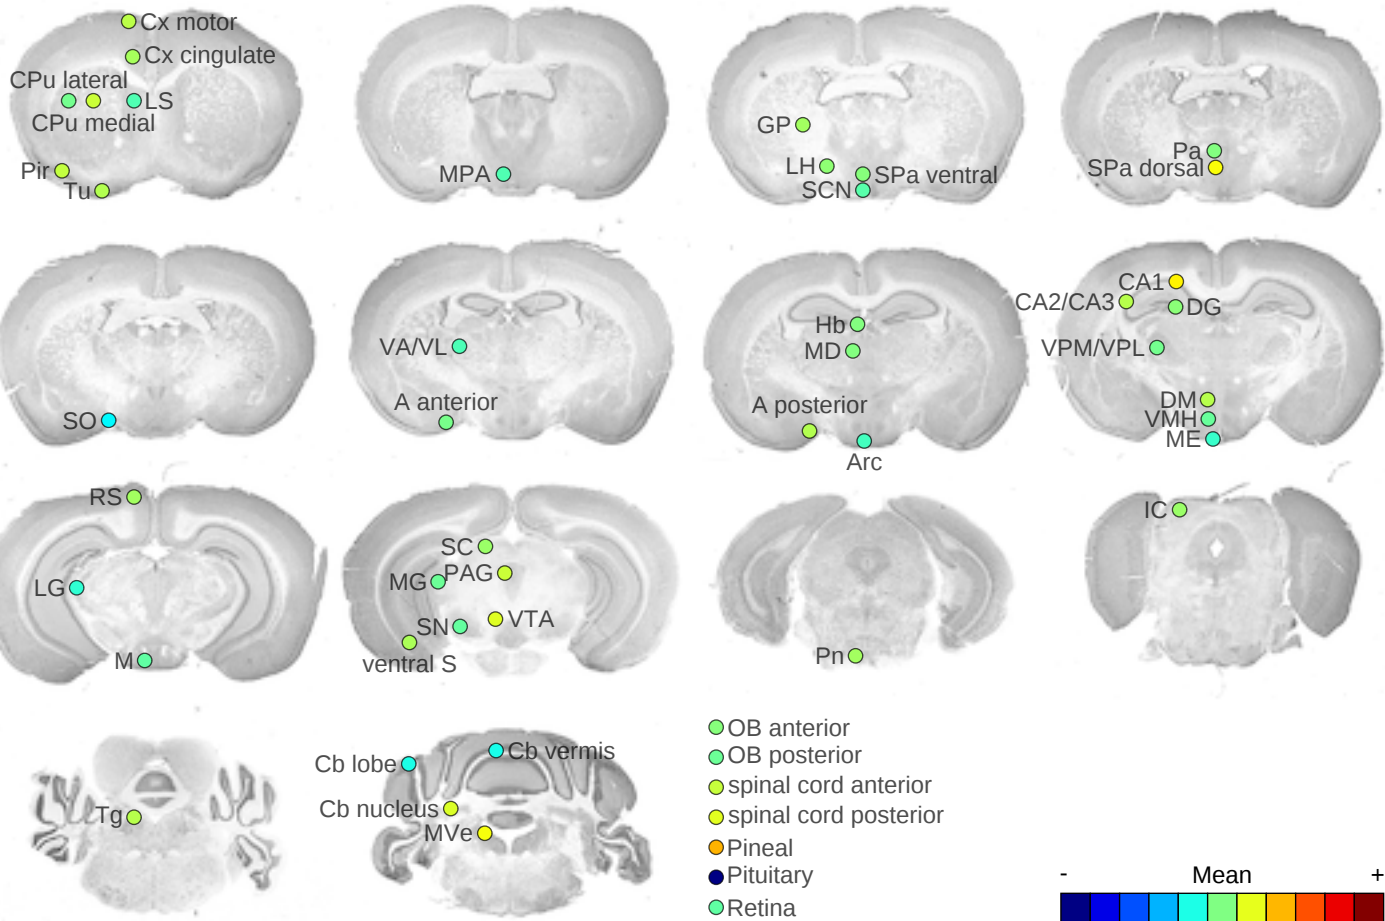 Cx motor
Cx cingulate
CPu lateral
LS
CPu medial
Pir
Tu
MPA
GP
LH
SPa ventral
SCN
Pa
SPa dorsal
SO
VA/VL
A anterior
Hb
MD
A posterior
Arc
CA1
CA2/CA3
DG
VPM/VPL
DM
VMH
ME
RS
LG
M
SC
MG
PAG
SN
VTA
ventral S
Pn
IC
Tg
Cb lobe
Cb vermis
Cb nucleus
MVe
OB anterior
OB posterior
spinal cord anterior
spinal cord posterior
Pineal
Pituitary
Retina
- Mean +